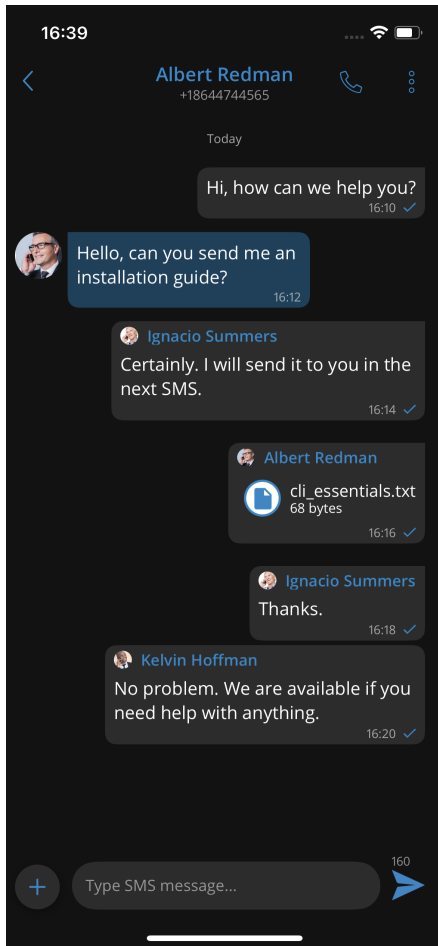 16:39
Albert Redman
+18644744565
Today
Hi, how can we help you?
16:10
Hello, can you send me an
installation guide?
16:12
Ignacio Summers
Certainly. I will send it to you in the
next SMS.
16:14
Albert Redman
cli_essentials.txt
68 bytes
16:16
Ignacio Summers
Thanks.
16:18
Kelvin Hoffman
No problem. We are available if you
need help with anything.
16:20
160
Type SMS message...